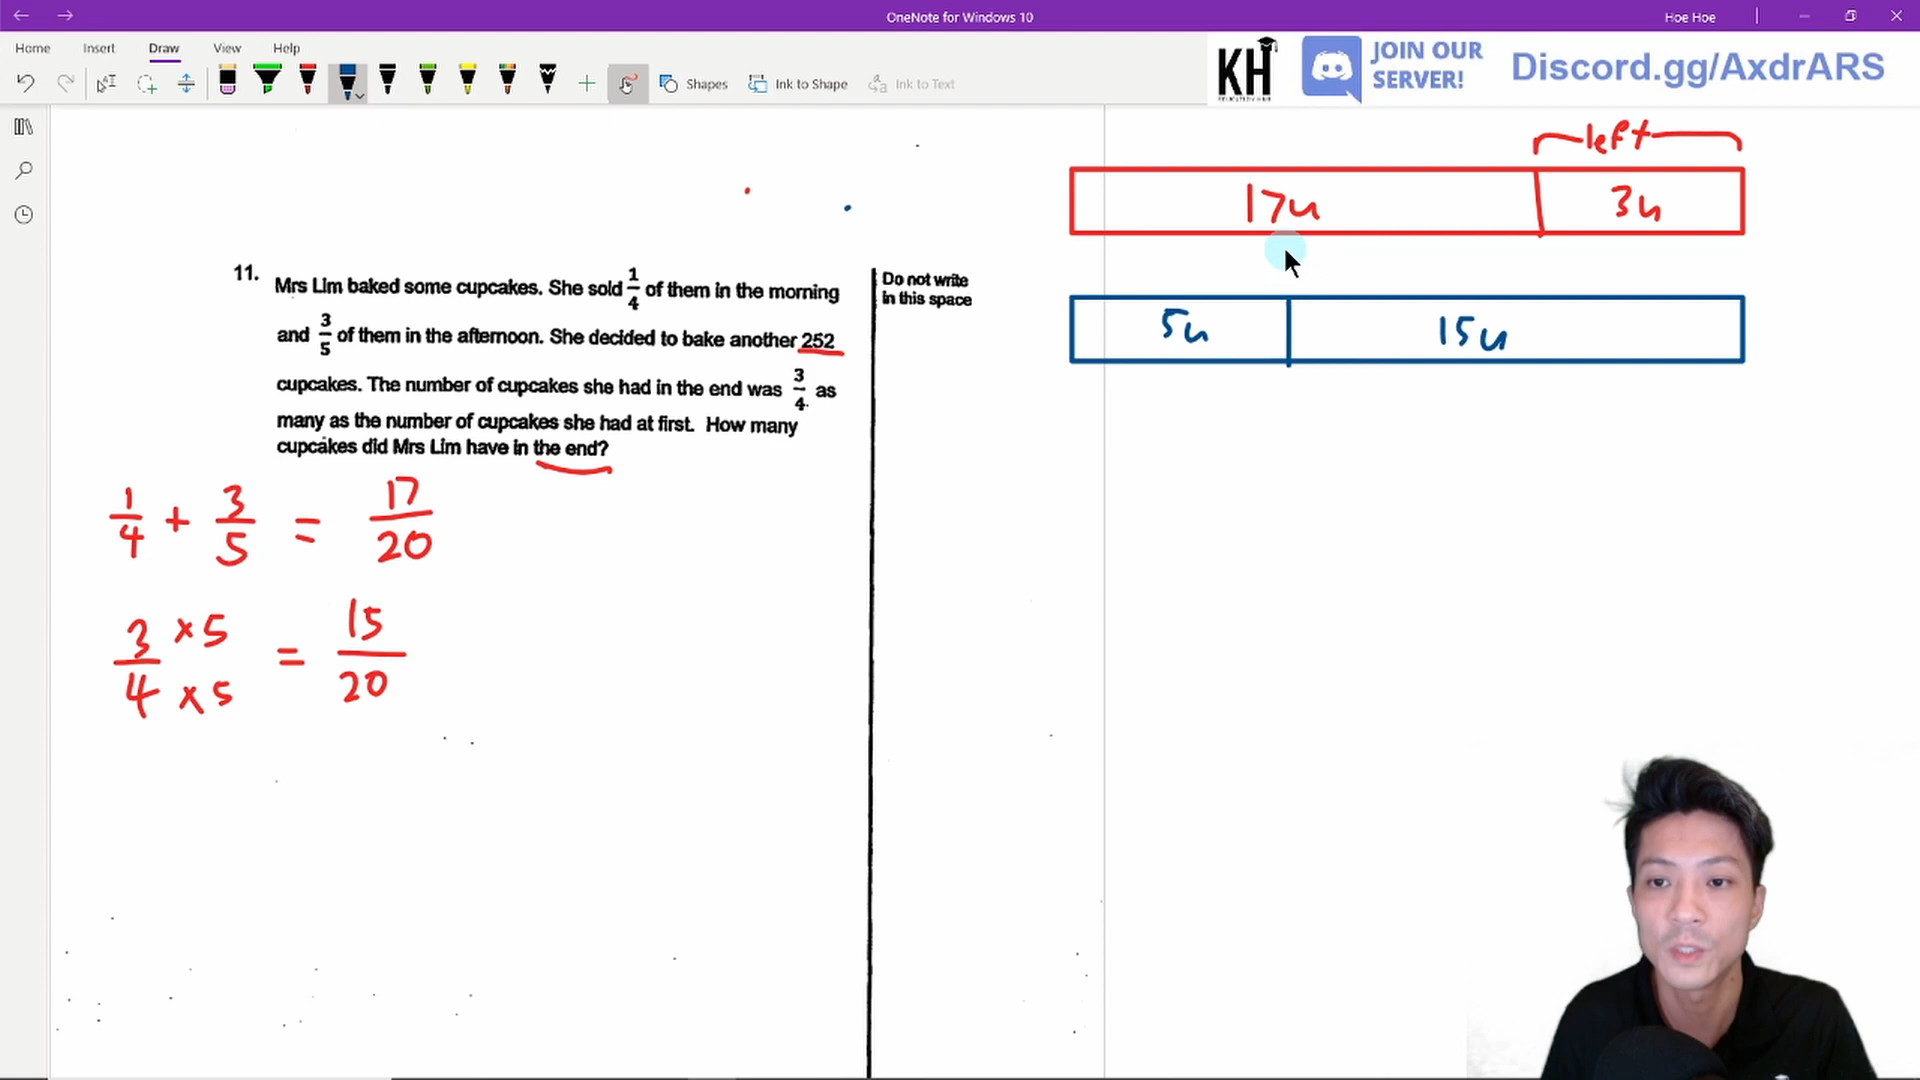 OneNote for Windows 10
Hoe Hoe
Home Insert Draw View Help
Shapes Ink to Shape Ink to Text
KH
JOIN OUR SERVER!
Discord.gg/AxdrARS
left
17u 3u
5u 15u
11. Mrs Lim baked some cupcakes. She sold 1/4 of them in the morning
and 3/5 of them in the afternoon. She decided to bake another 252
cupcakes. The number of cupcakes she had in the end was 3/4 as
many as the number of cupcakes she had at first. How many
cupcakes did Mrs Lim have in the end?
Do not write
in this space
1/4 + 3/5 = 17/20
3/4 ×5 ×5 = 15/20